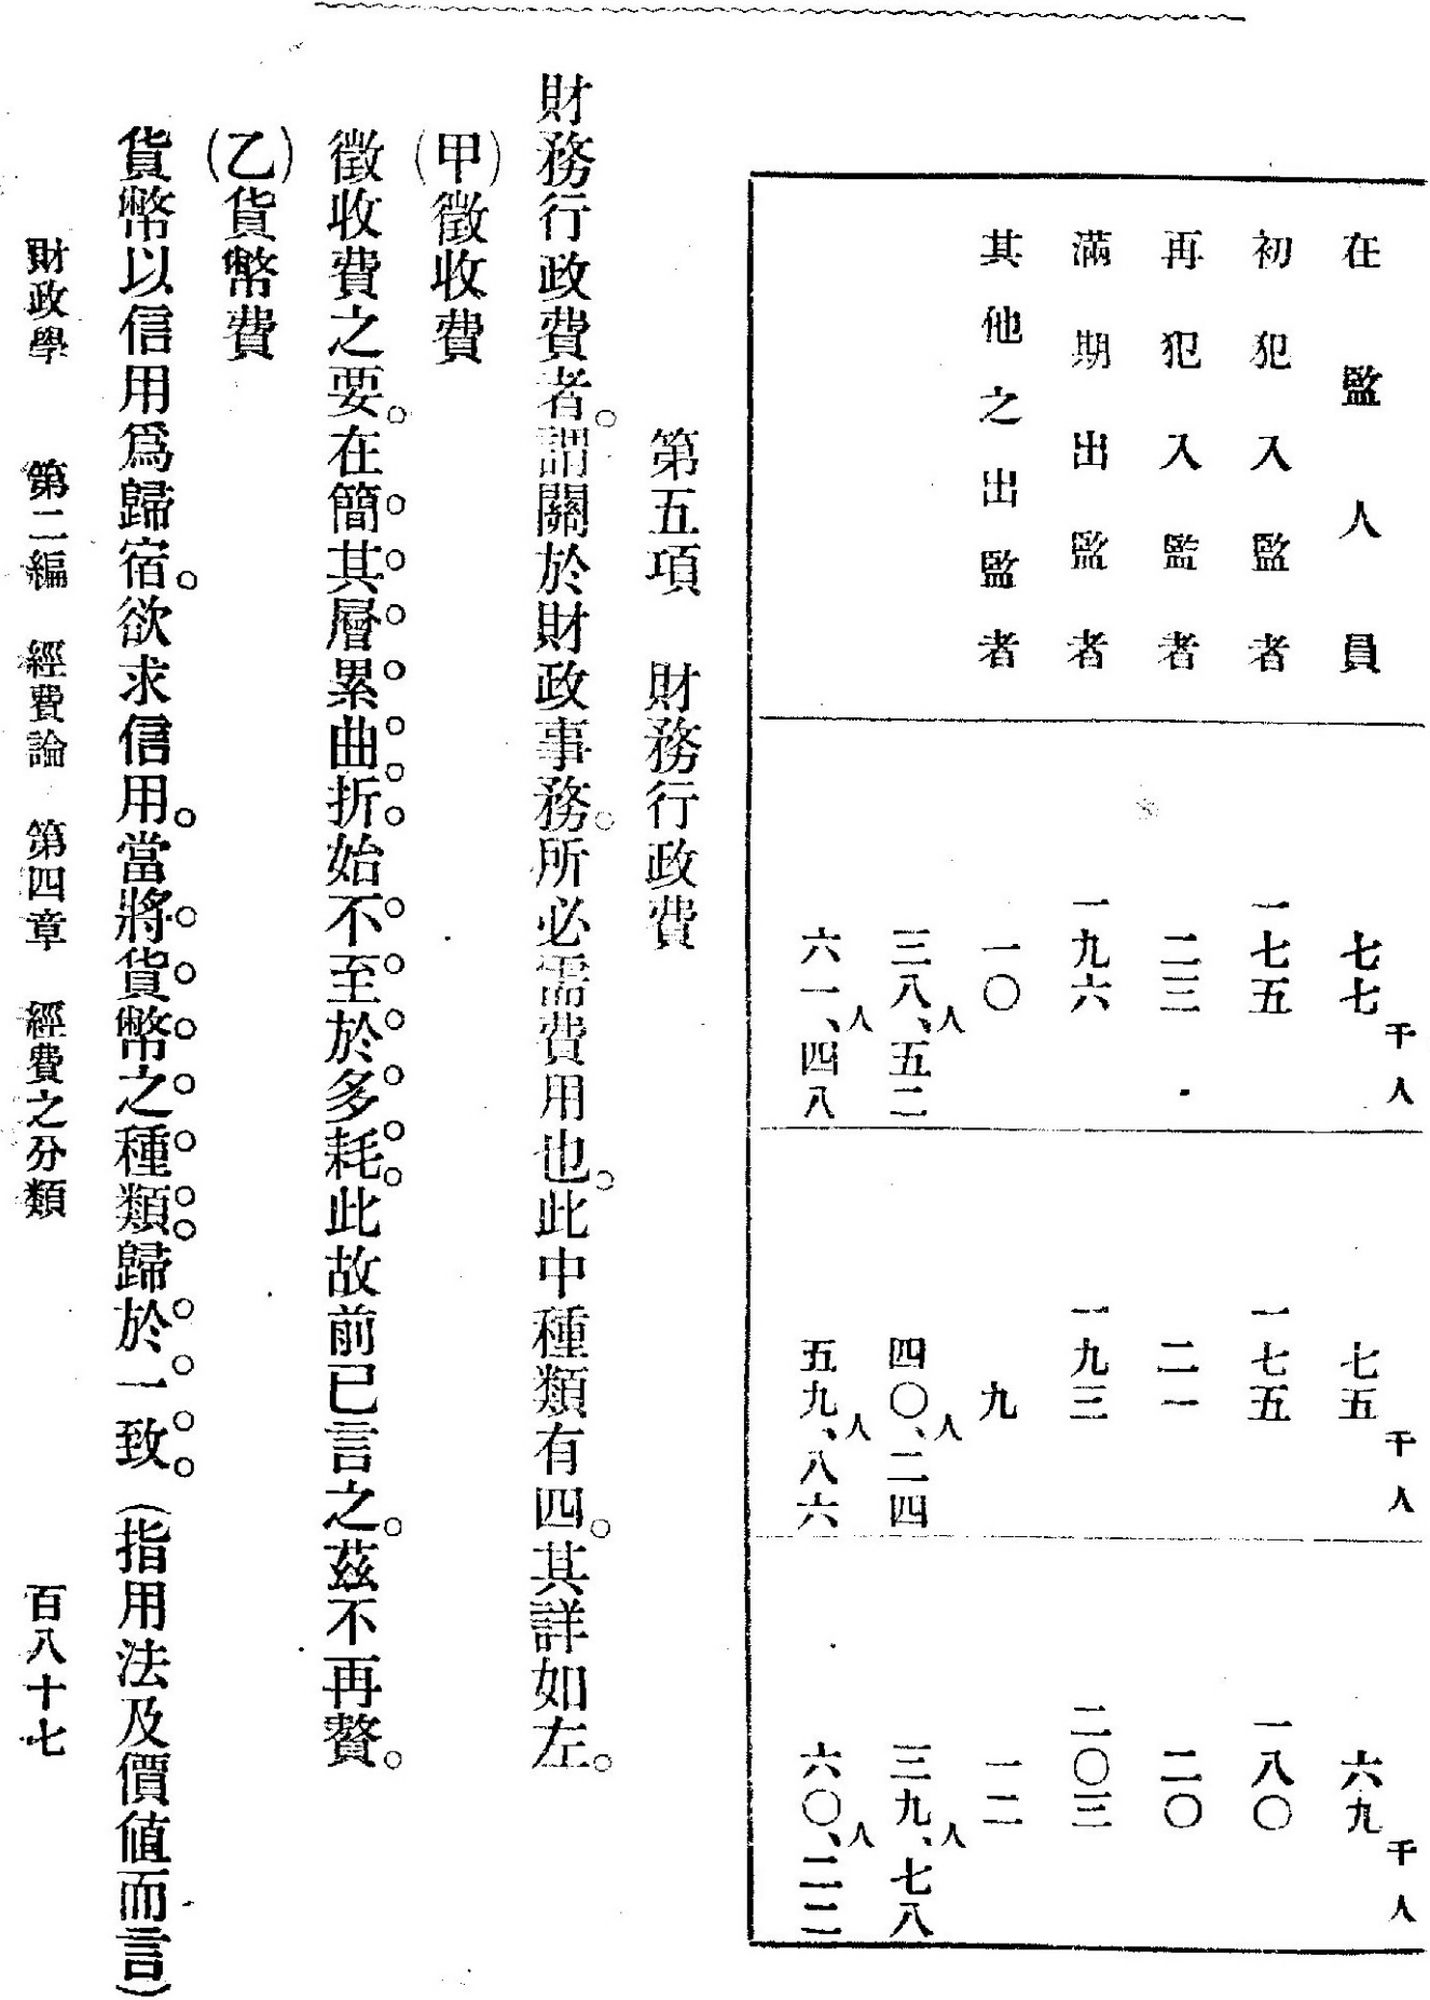 在監人員 七七千人 七五千人 六九千人
初犯入監者 一七五 一七五 一八〇
再犯入監者 二三 二一 二〇
滿期出監者 一九六 一九三 二〇三
其他之出監者 一〇 九 一二
三八、五二人 四〇、二四人 三九、七八人
六一、四八人 五九、八六人 六〇、二二人
第五項 財務行政費
財務行政費者。謂關於財政事務。所必需費用也。此中種類有四。其詳如左。
(甲)徵收費
徵收費之要。在簡其層累曲折。始不至於多耗。此故前已言之。茲不再贅。
(乙)貨幣費
貨幣以信用爲歸宿。欲求信用。當將貨幣之種類。歸於一致。(指用法及價值而言)
財政學 第二編 經費論 第四章 經費之分類 百八十七